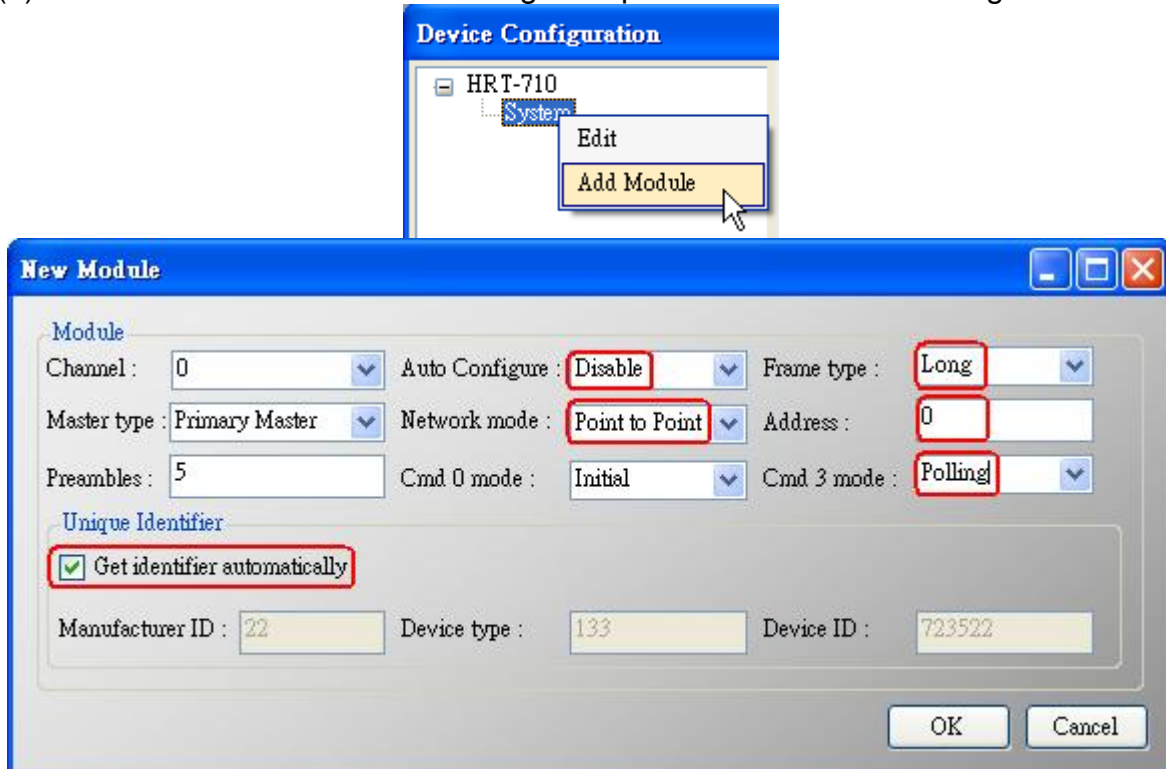 Device Configuration
HRT-710
System
Edit
Add Module
New Module
Module
Channel : 0 Auto Configure : Disable Frame type : Long
Master type : Primary Master Network mode : Point to Point Address : 0
Preambles : 5 Cmd 0 mode : Initial Cmd 3 mode : Polling
Unique Identifier
Get identifier automatically
Manufacturer ID : 22 Device type : 133 Device ID : 723522
OK Cancel